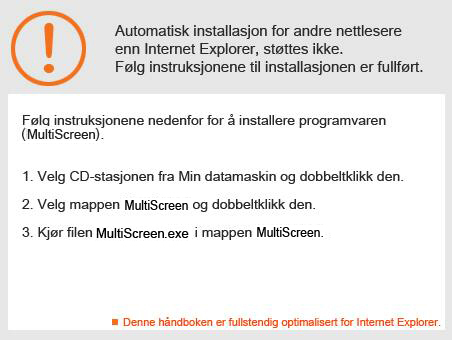 Automatisk installasjon for andre nettlesere
enn Internet Explorer, støttes ikke.
Følg instruksjonene til installasjonen er fullført.
Følg instruksjonene nedenfor for å installere programvaren
(MultiScreen).
1. Velg CD-stasjonen fra Min datamaskin og dobbeltklikk den.
2. Velg mappen MultiScreen og dobbeltklikk den.
3. Kjør filen MultiScreen.exe i mappen MultiScreen.
Denne håndboken er fullstendig optimalisert for Internet Explorer.